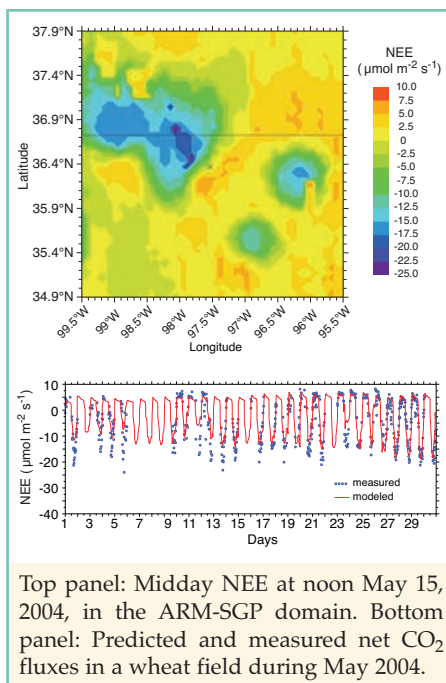 37.9°N
37.4°N
36.9°N
36.4°N
35.9°N
35.4°N
34.9°N
Latitude
99.5°W
99°W
98.5°W
98°W
97.5°W
97°W
96.5°W
96°W
95.5°W
Longitude
NEE
(μmol m-2 s-1)
10.0
7.5
5.0
2.5
0.0
-2.5
-5.0
-7.5
-10.0
-12.5
-15.0
-17.5
-20.0
-22.5
-25.0
NEE (μmol m-2 s-1)
10
0
-10
-20
-30
-40
measured
modeled
1 3 5 7 9 11 13 15 17 19 21 23 25 27 29
Days
Top panel: Midday NEE at noon May 15,
2004, in the ARM-SGP domain. Bottom
panel: Predicted and measured net CO2
fluxes in a wheat field during May 2004.